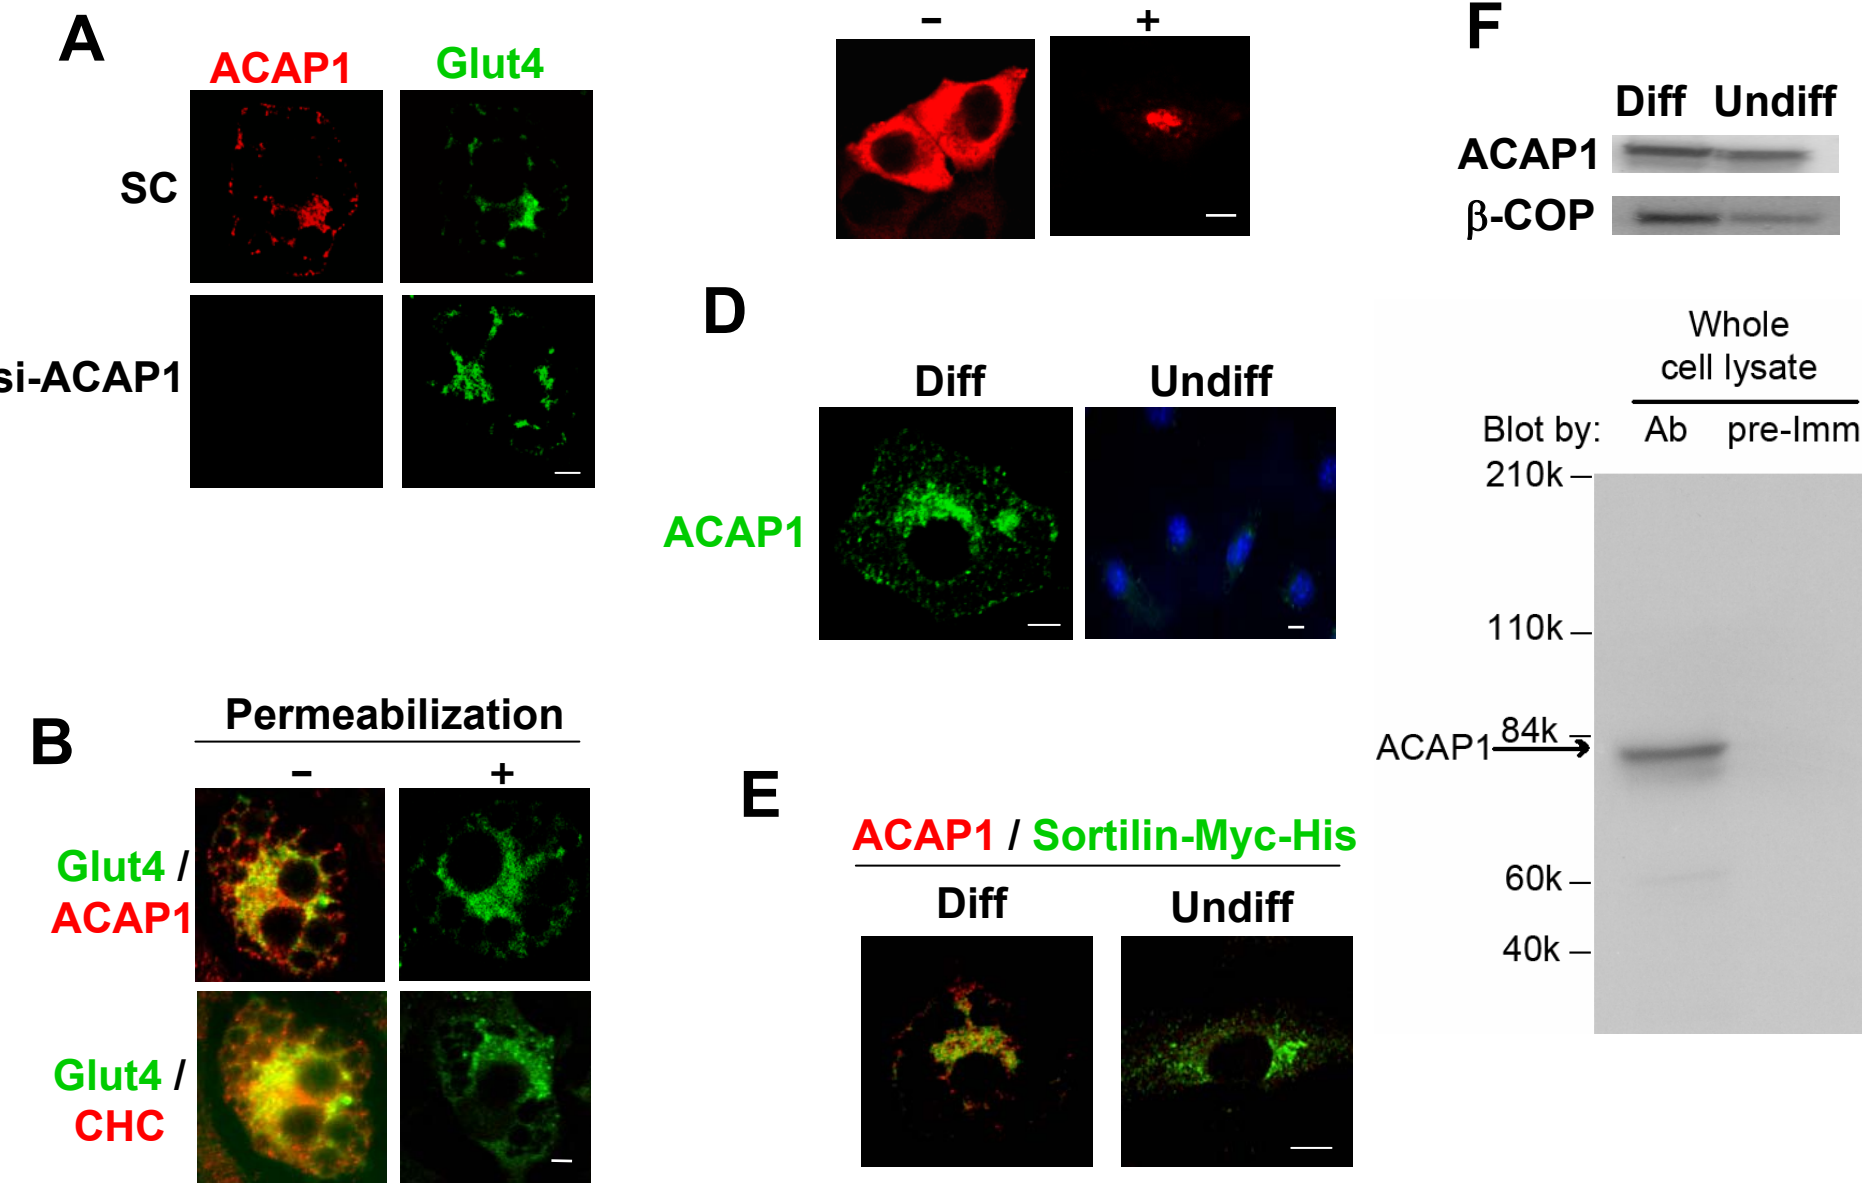 A
ACAP1 Glut4
SC
si-ACAP1
B
Permeabilization
– +
Glut4 /
ACAP1
Glut4 /
CHC
– +
D
Diff Undiff
ACAP1
E
ACAP1 / Sortilin-Myc-His
Diff Undiff
F
Diff Undiff
ACAP1
β-COP
Whole
cell lysate
Blot by: Ab pre-Imm
210k
110k
84k
ACAP1
60k
40k